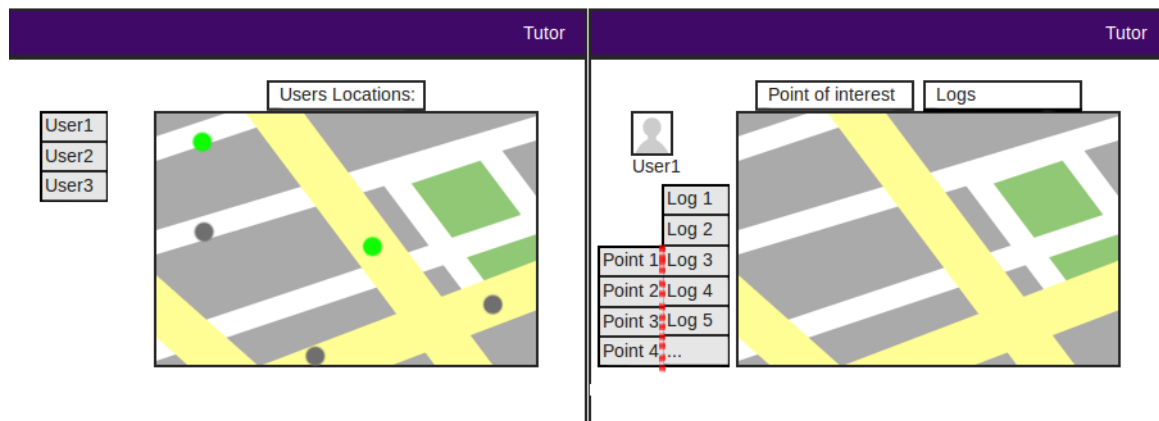 Tutor
Users Locations:
User1
User2
User3
Tutor
Point of interest
Logs
User1
Log 1
Log 2
Point 1 Log 3
Point 2 Log 4
Point 3 Log 5
Point 4 ...